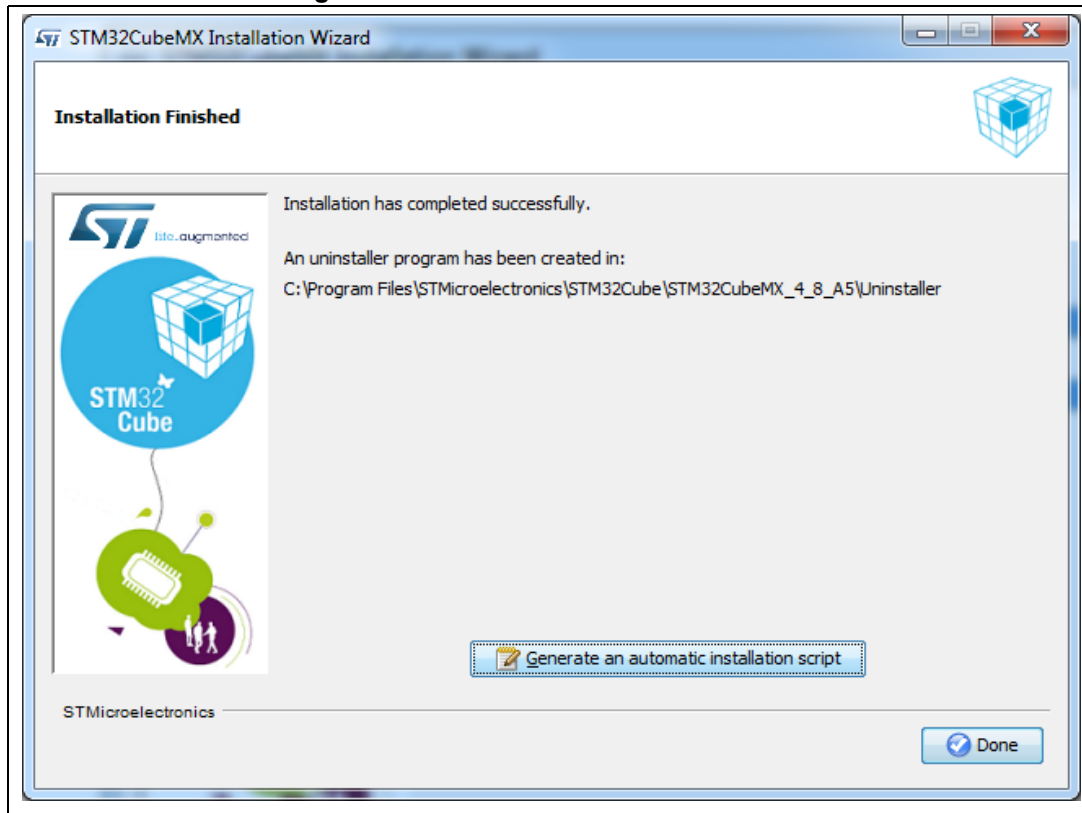 STM32CubeMX Installation Wizard
Installation Finished
life.augmented
Installation has completed successfully.
An uninstaller program has been created in:
C:\Program Files\STMicroelectronics\STM32Cube\STM32CubeMX_4_8_A5\Uninstaller
STM32
Cube
Generate an automatic installation script
STMicroelectronics
Done